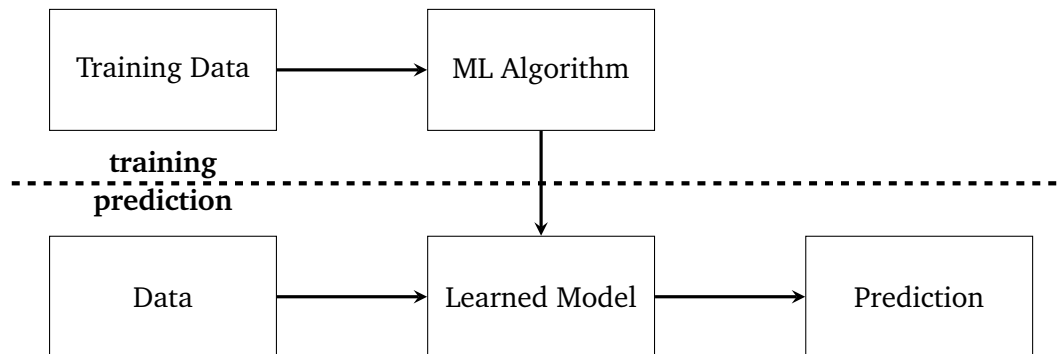 Training Data
ML Algorithm
training
prediction
Data
Learned Model
Prediction